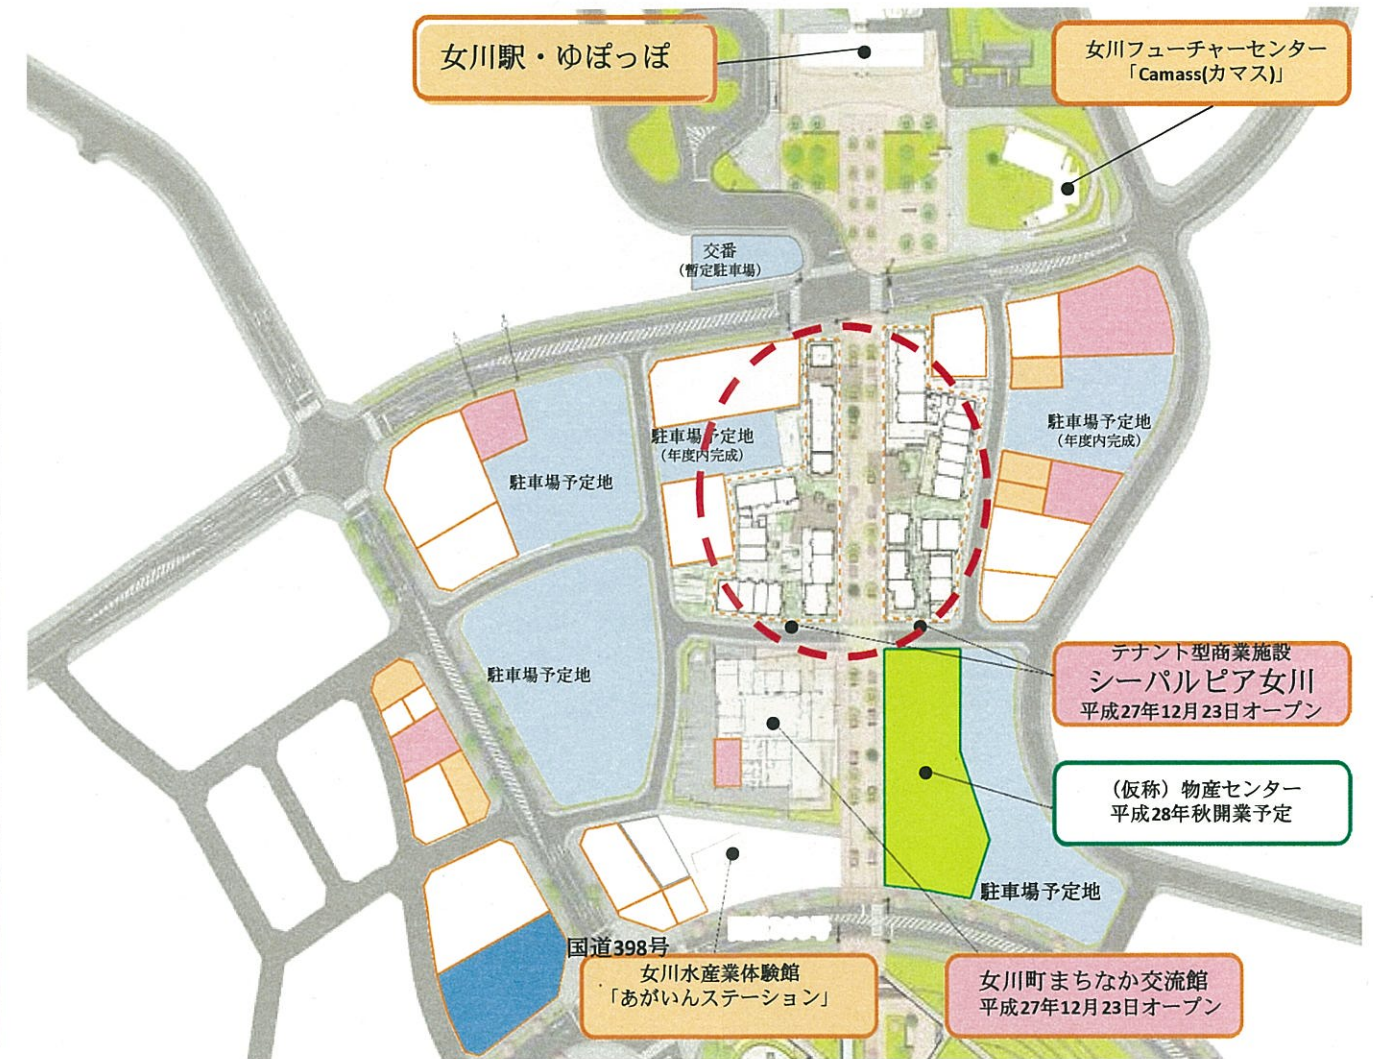 女川駅・ゆぽっぽ
女川フューチャーセンター
「Camass(カマス)」
交番
(暫定駐車場)
駐車場予定地
(年度内完成)
駐車場予定地
(年度内完成)
駐車場予定地
駐車場予定地
テナント型商業施設
シーパルピア女川
平成27年12月23日オープン
(仮称)物産センター
平成28年秋開業予定
駐車場予定地
国道398号
女川水産業体験館
「あがいんステーション」
女川町まちなか交流館
平成27年12月23日オープン